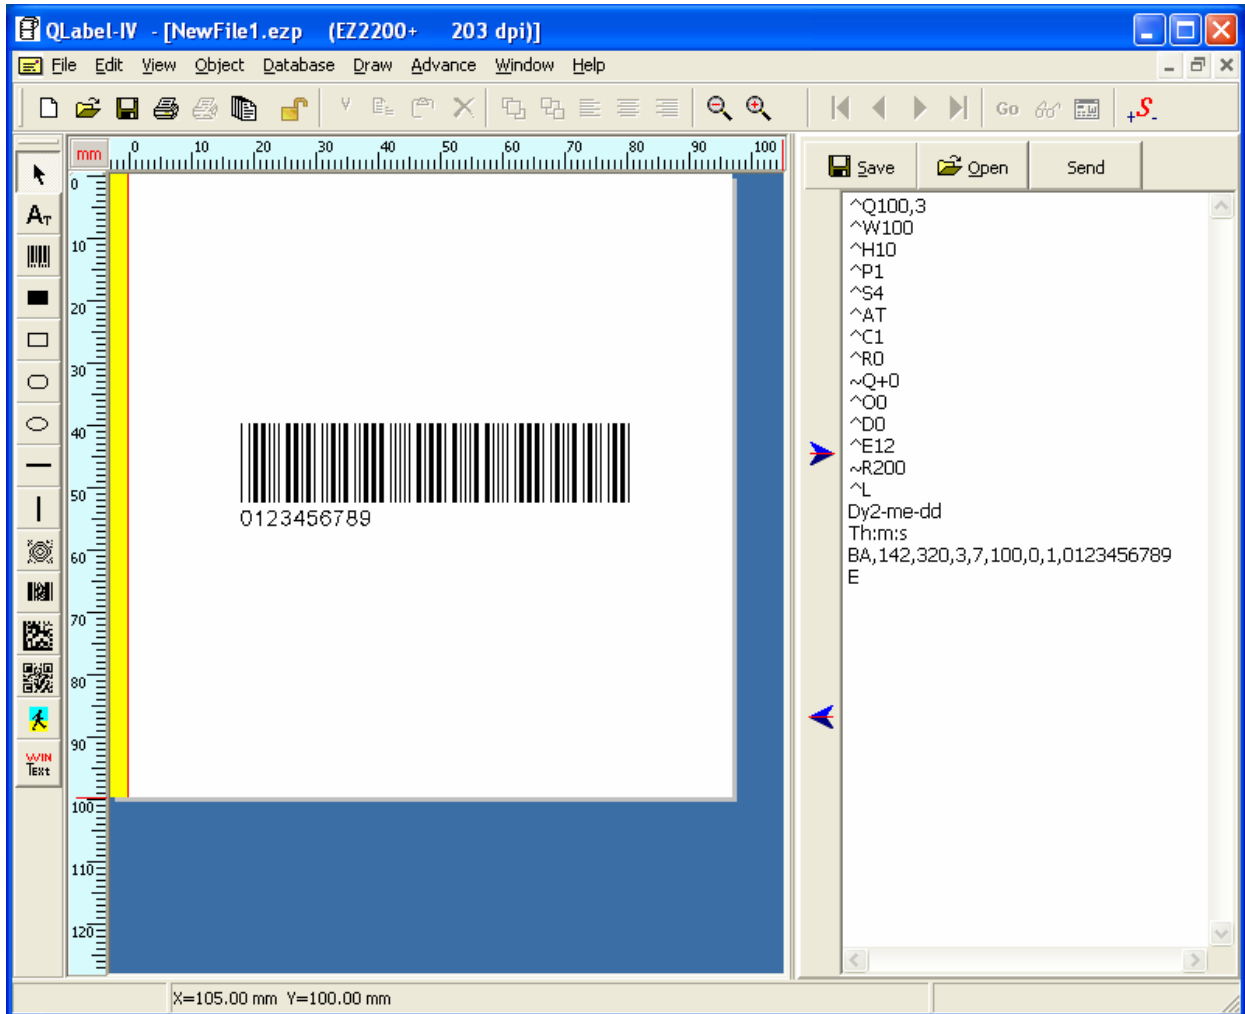 QLabel-IV - [NewFile1.ezp (EZ2200+ 203 dpi)]
File Edit View Object Database Draw Advance Window Help
Go +S-
mm 0 10 20 30 40 50 60 70 80 90 100
Save Open Send
AT
0
10
20
30
40
50
60
70
80
90
100
110
120
WIN
Text
0123456789
^Q100,3
^W100
^H10
^P1
^S4
^AT
^C1
^R0
~Q+0
^O0
^D0
^E12
~R200
^L
Dy2-me-dd
Th:m:s
BA,142,320,3,7,100,0,1,0123456789
E
X=105.00 mm Y=100.00 mm